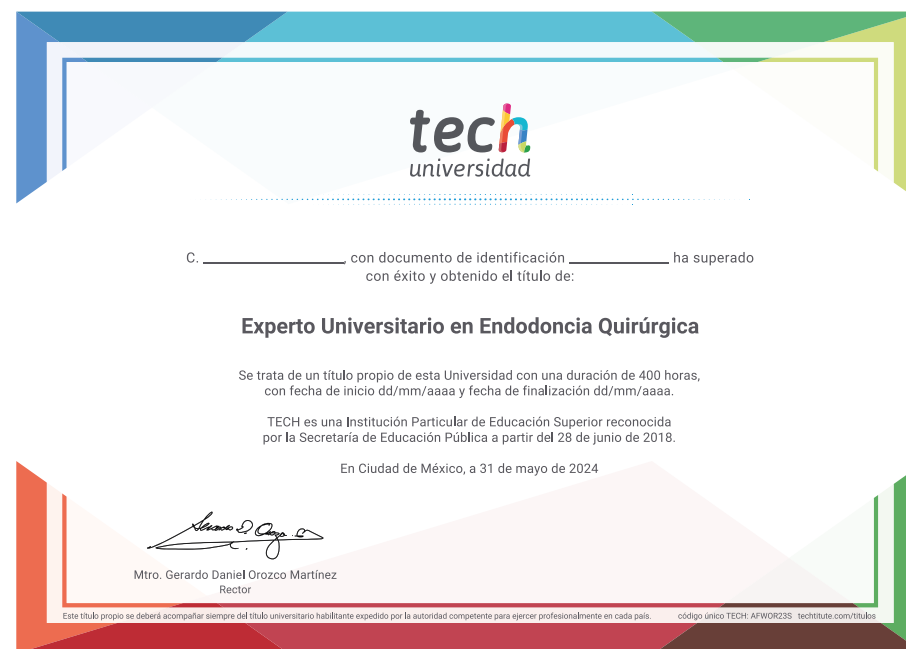 tech
universidad
C. ____________________, con documento de identificación ______________ ha superado
con éxito y obtenido el título de:
Experto Universitario en Endodoncia Quirúrgica
Se trata de un título propio de esta Universidad con una duración de 400 horas,
con fecha de inicio dd/mm/aaaa y fecha de finalización dd/mm/aaaa.
TECH es una Institución Particular de Educación Superior reconocida
por la Secretaría de Educación Pública a partir del 28 de junio de 2018.
En Ciudad de México, a 31 de mayo de 2024
Mtro. Gerardo Daniel Orozco Martínez
Rector
Este título propio se deberá acompañar siempre del título universitario habilitante expedido por la autoridad competente para ejercer profesionalmente en cada país. código único TECH: AFWOR23S techtitute.com/titulos